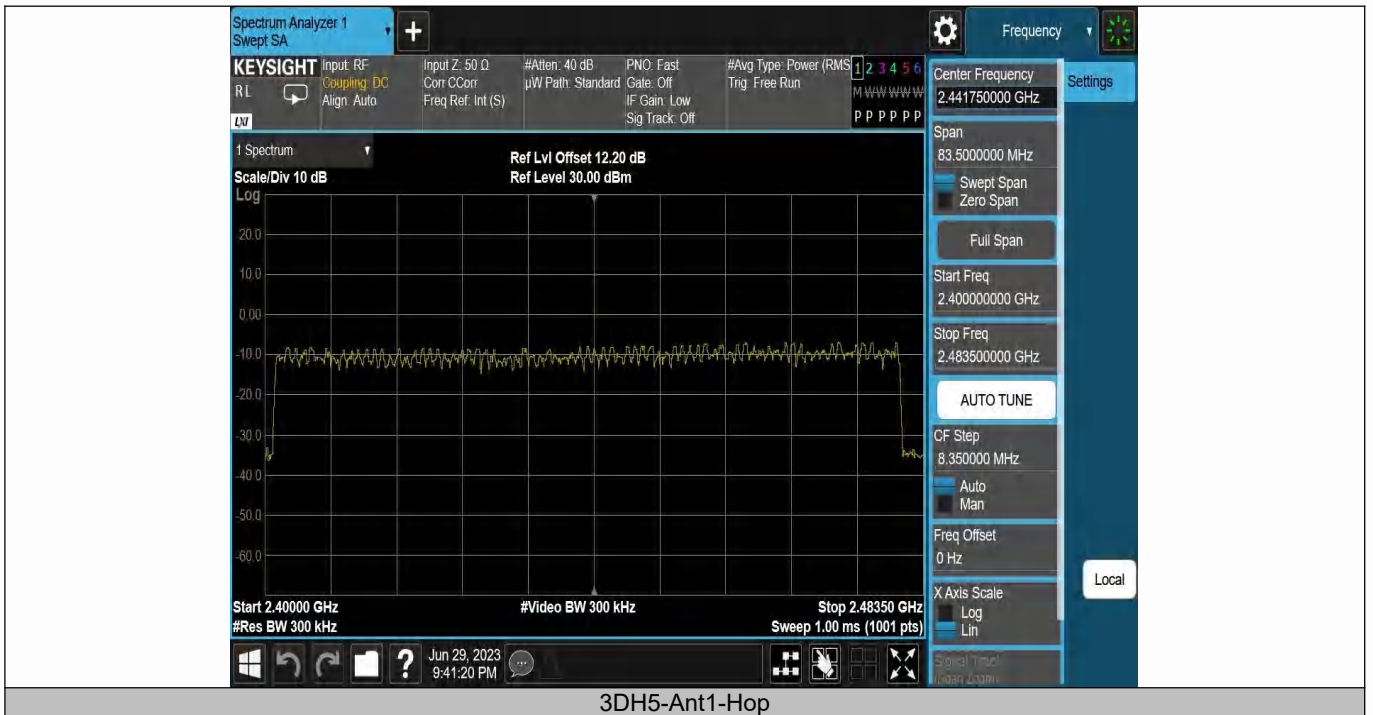 Spectrum Analyzer 1
Swept SA
+
Frequency
KEYSIGHT
RL
LXI
Input: RF
Coupling: DC
Align: Auto
Input Z: 50 Ω
Corr CCorr
Freq Ref: Int (S)
#Atten: 40 dB
µW Path: Standard
PNO: Fast
Gate: Off
IF Gain: Low
Sig Track: Off
#Avg Type: Power (RMS
Trig: Free Run
1 2 3 4 5 6
M W W W W W
P P P P P P
Center Frequency
2.441750000 GHz
Settings
Span
83.5000000 MHz
Swept Span
Zero Span
Full Span
Start Freq
2.400000000 GHz
Stop Freq
2.483500000 GHz
AUTO TUNE
CF Step
8.350000 MHz
Auto
Man
Freq Offset
0 Hz
X Axis Scale
Log
Lin
Signal Track
(Span Zoom)
Local
1 Spectrum
Scale/Div 10 dB
Ref Lvl Offset 12.20 dB
Ref Level 30.00 dBm
Log
20.0
10.0
0.00
-10.0
-20.0
-30.0
-40.0
-50.0
-60.0
Start 2.40000 GHz
#Video BW 300 kHz
Stop 2.48350 GHz
#Res BW 300 kHz
Sweep 1.00 ms (1001 pts)
?
Jun 29, 2023
9:41:20 PM
3DH5-Ant1-Hop